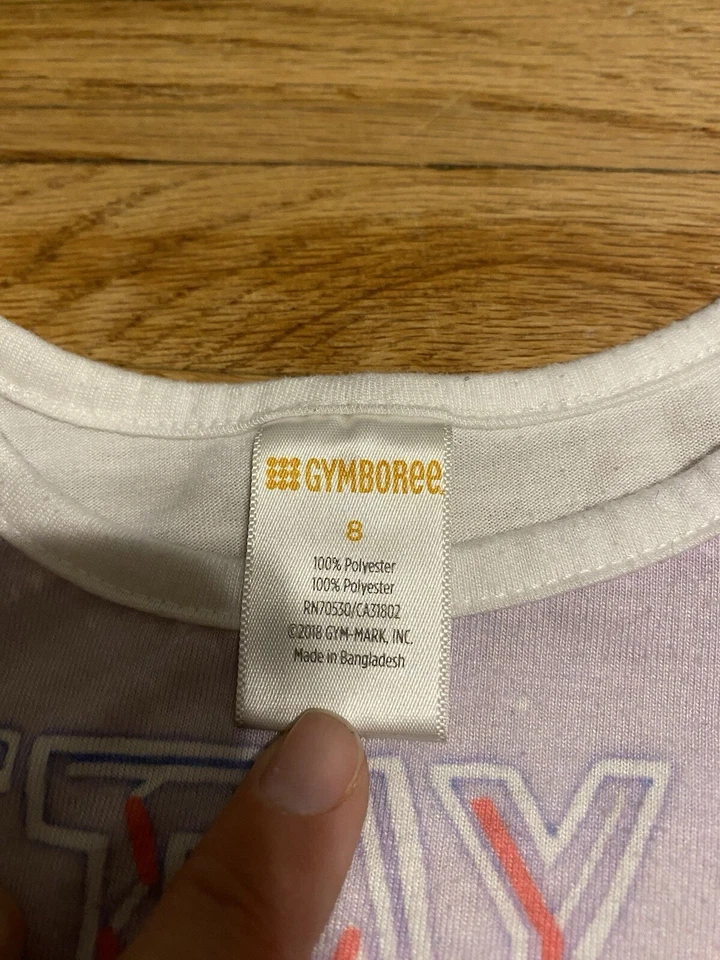 GYMBOREE
8
100% Polyester
100% Polyester
RN70530/CA31802
©2018 GYM-MARK, INC.
Made in Bangladesh